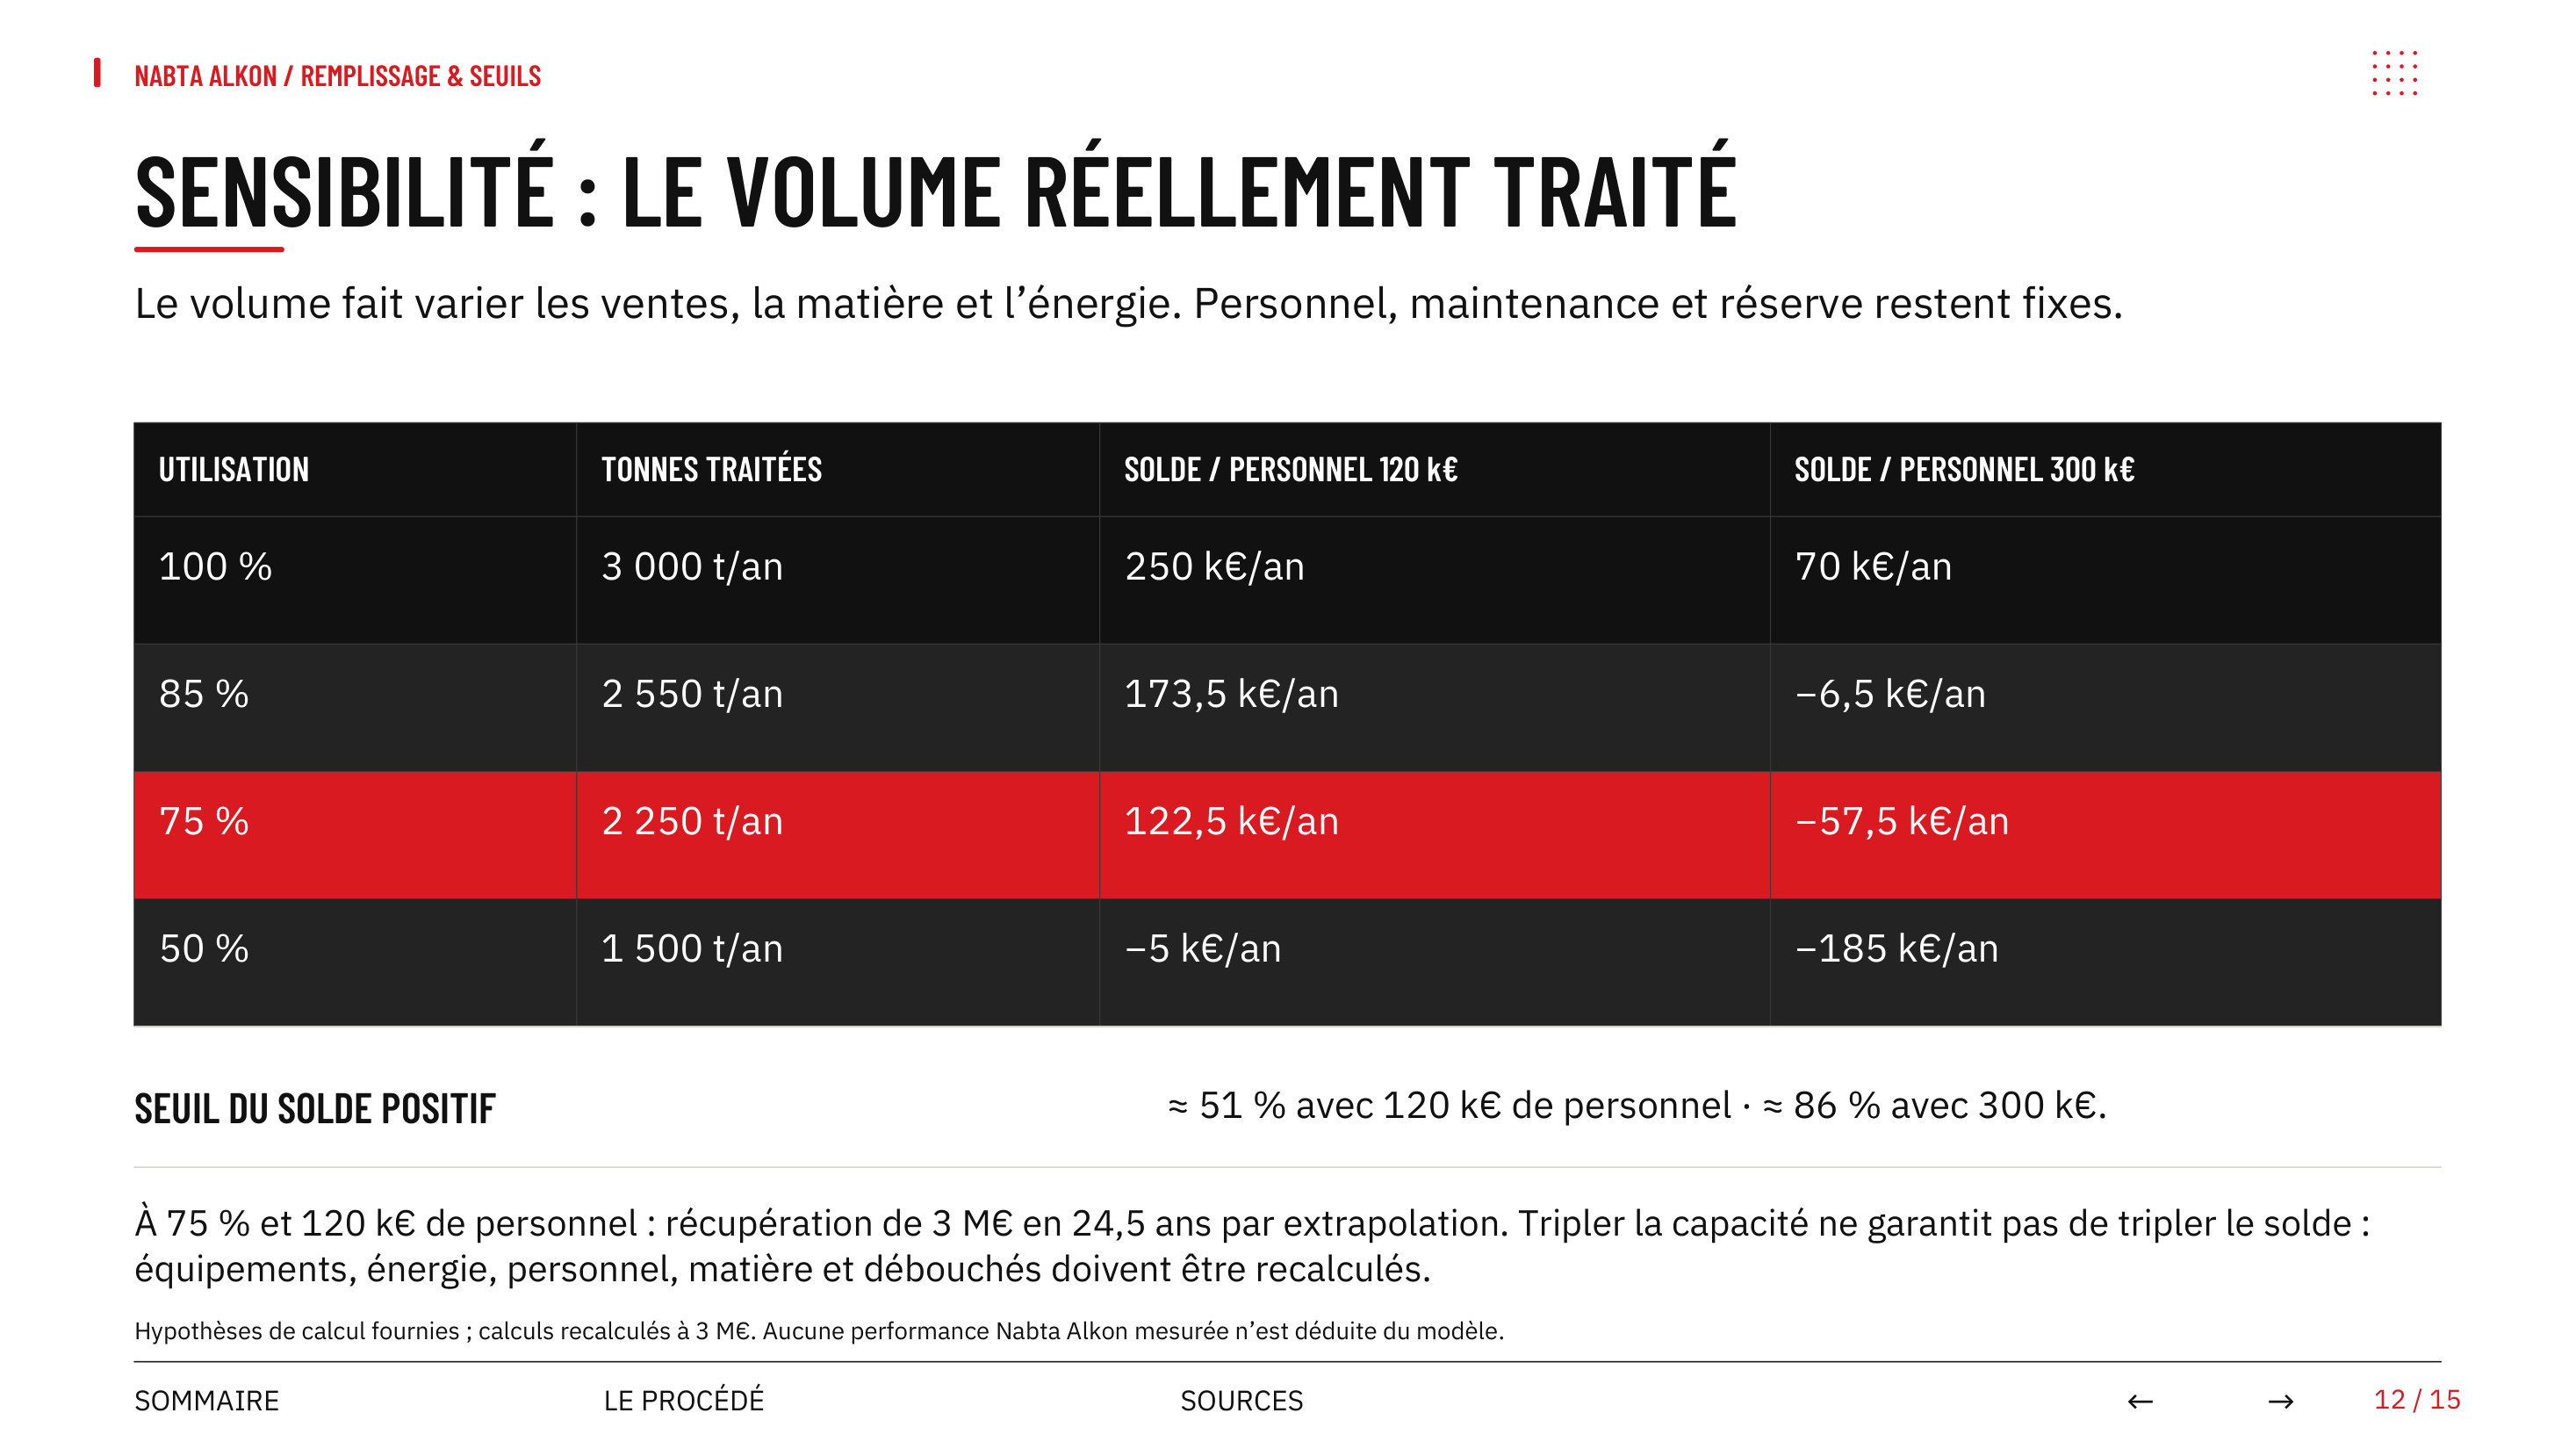 NABTA ALKON / REMPLISSAGE & SEUILS
SENSIBILITÉ : LE VOLUME RÉELLEMENT TRAITÉ
Le volume fait varier les ventes, la matière et l’énergie. Personnel, maintenance et réserve restent fixes.
UTILISATION TONNES TRAITÉES SOLDE / PERSONNEL 120 k€ SOLDE / PERSONNEL 300 k€
100 % 3 000 t/an 250 k€/an 70 k€/an
85 % 2 550 t/an 173,5 k€/an −6,5 k€/an
75 % 2 250 t/an 122,5 k€/an −57,5 k€/an
50 % 1 500 t/an −5 k€/an −185 k€/an
SEUIL DU SOLDE POSITIF ≈ 51 % avec 120 k€ de personnel · ≈ 86 % avec 300 k€.
À 75 % et 120 k€ de personnel : récupération de 3 M€ en 24,5 ans par extrapolation. Tripler la capacité ne garantit pas de tripler le solde :
équipements, énergie, personnel, matière et débouchés doivent être recalculés.
Hypothèses de calcul fournies ; calculs recalculés à 3 M€. Aucune performance Nabta Alkon mesurée n’est déduite du modèle.
SOMMAIRE LE PROCÉDÉ SOURCES ← → 12 / 15